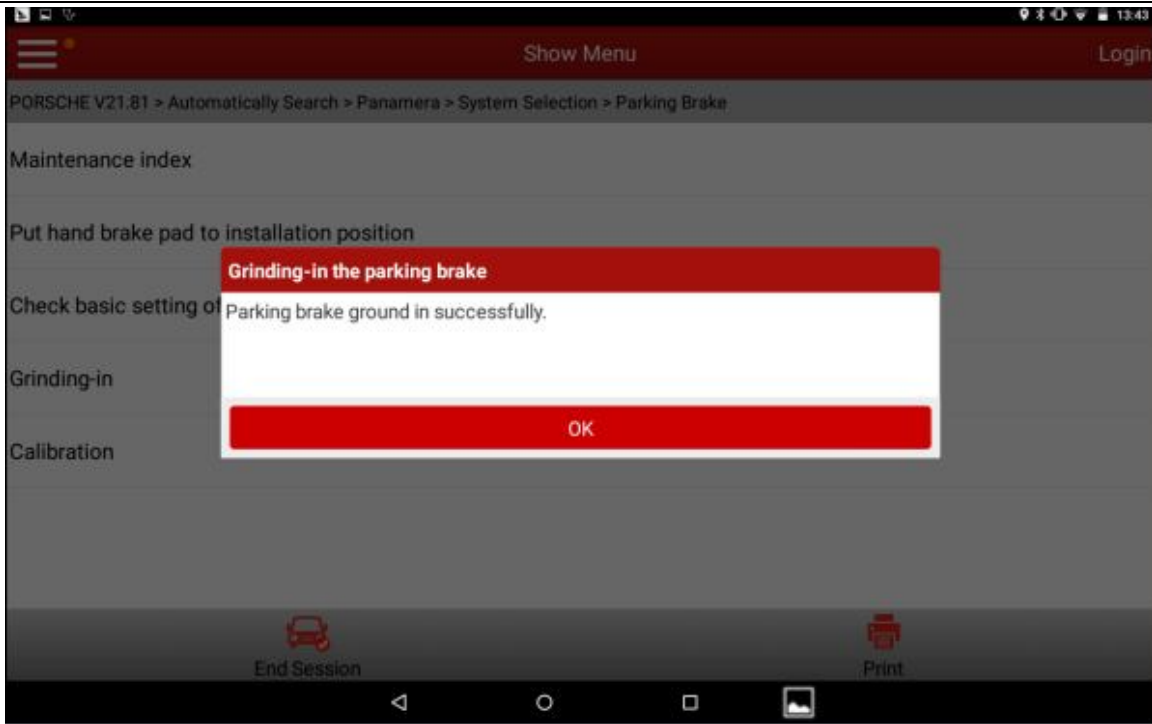 13:43
Show Menu
Login
PORSCHE V21.81 > Automatically Search > Panamera > System Selection > Parking Brake
Maintenance index
Put hand brake pad to installation position
Grinding-in the parking brake
Check basic setting of
Parking brake ground in successfully.
Grinding-in
OK
Calibration
End Session
Print